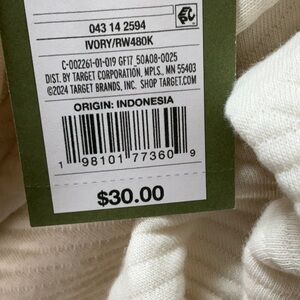 043 14 2594
IVORY/RW480K
C-002261-01-019 GF17_50A08-0025
DIST. BY TARGET CORPORATION, MPLS., MN 55403
©2024 TARGET BRANDS, INC. SHOP TARGET.COM
ORIGIN: INDONESIA
1 98101 77360 9
$30.00